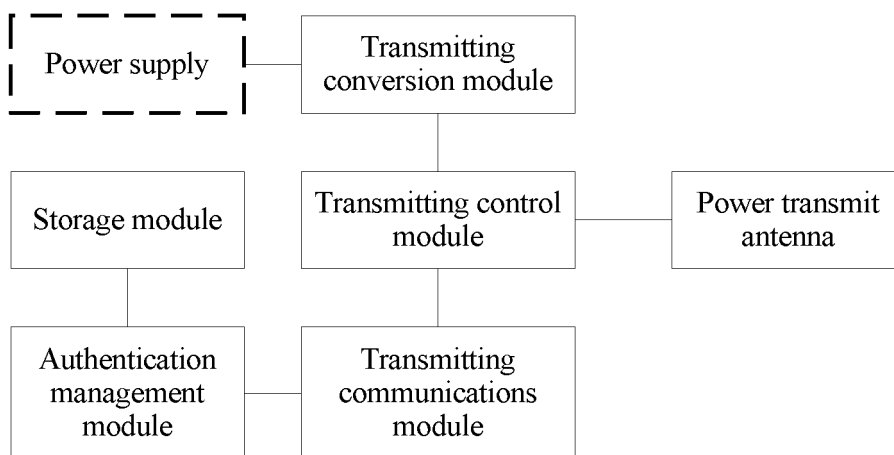 Power supply
Transmitting
conversion module
Storage module
Transmitting control
module
Power transmit
antenna
Authentication
management
module
Transmitting
communications
module